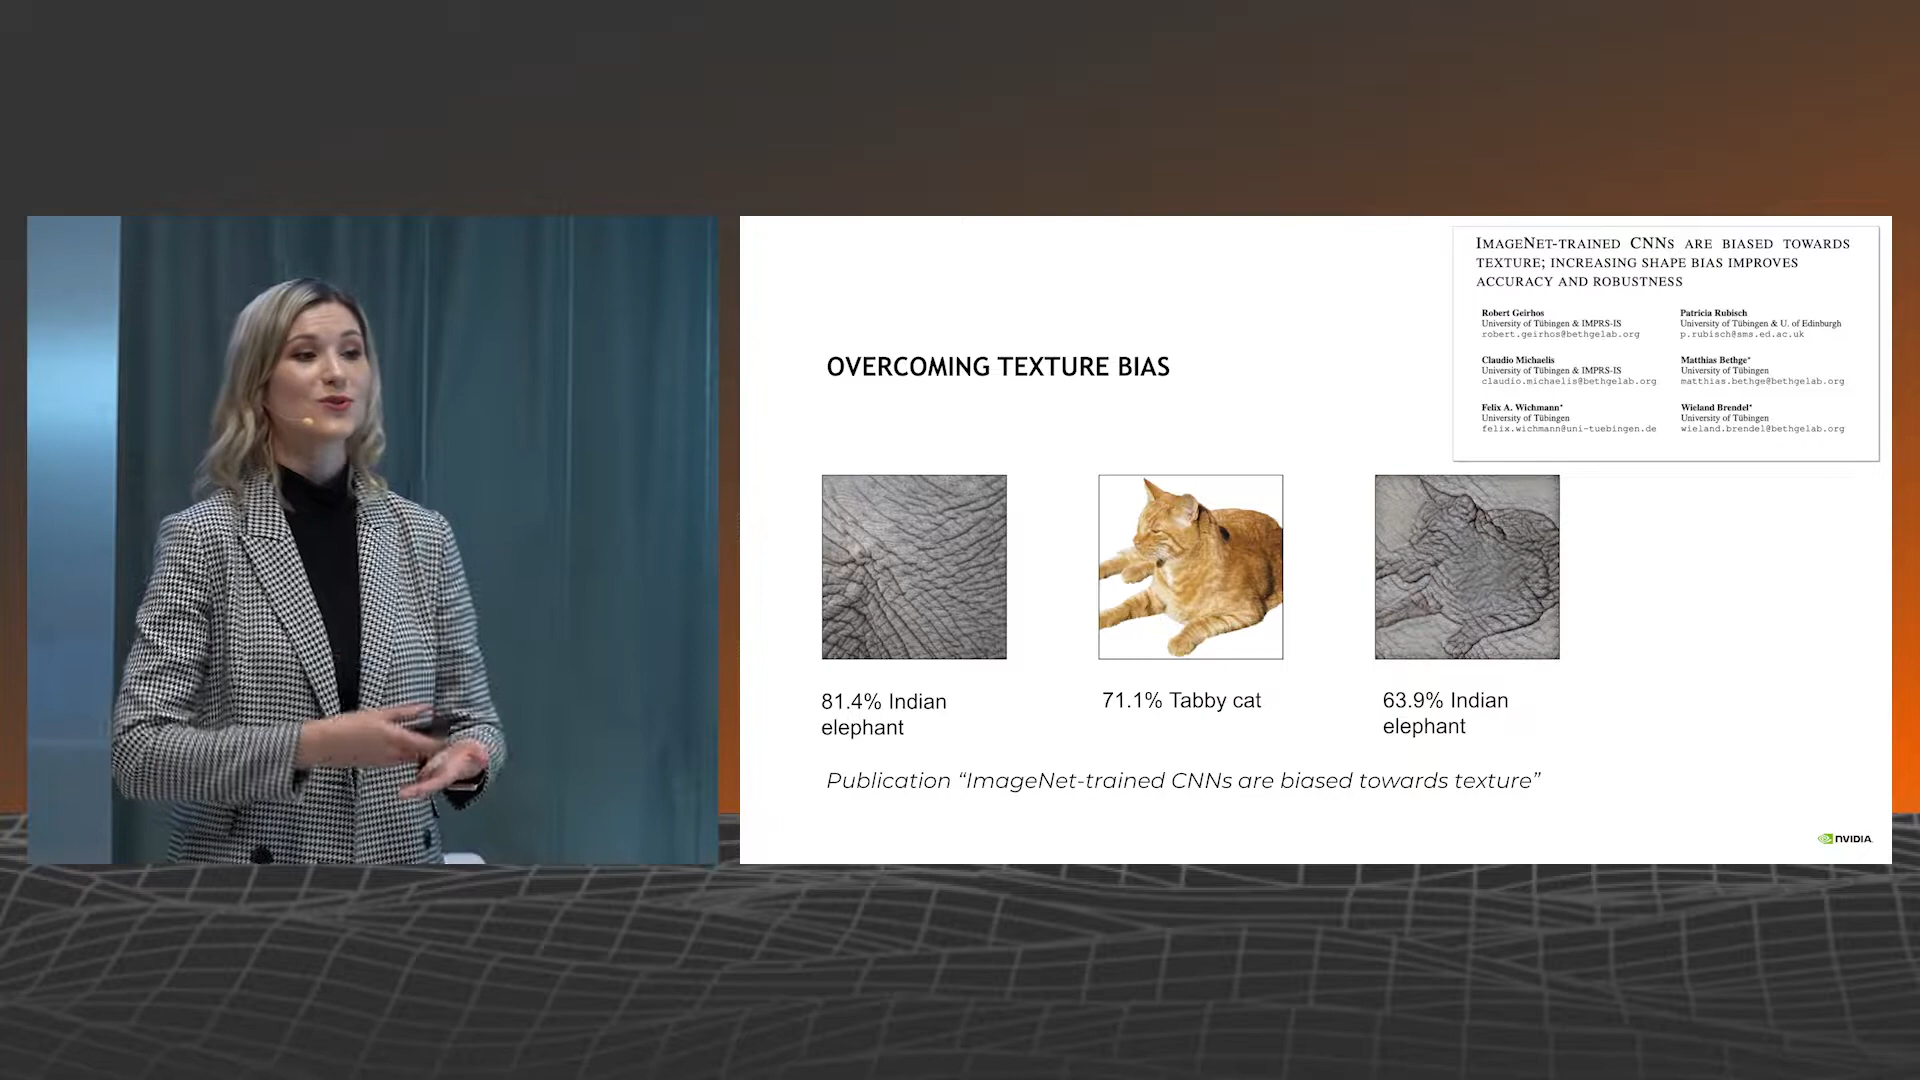 IMAGENET-TRAINED CNNS ARE BIASED TOWARDS
TEXTURE; INCREASING SHAPE BIAS IMPROVES
ACCURACY AND ROBUSTNESS
Robert Geirhos
University of Tübingen & IMPRS-IS
robert.geirhos@bethgelab.org
Patricia Rubisch
University of Tübingen & U. of Edinburgh
p.rubisch@sms.ed.ac.uk
Claudio Michaelis
University of Tübingen & IMPRS-IS
claudio.michaelis@bethgelab.org
Matthias Bethge*
University of Tübingen
matthias.bethge@bethgelab.org
Felix A. Wichmann*
University of Tübingen
felix.wichmann@uni-tuebingen.de
Wieland Brendel*
University of Tübingen
wieland.brendel@bethgelab.org
OVERCOMING TEXTURE BIAS
81.4% Indian
elephant
71.1% Tabby cat
63.9% Indian
elephant
Publication “ImageNet-trained CNNs are biased towards texture”
NVIDIA.